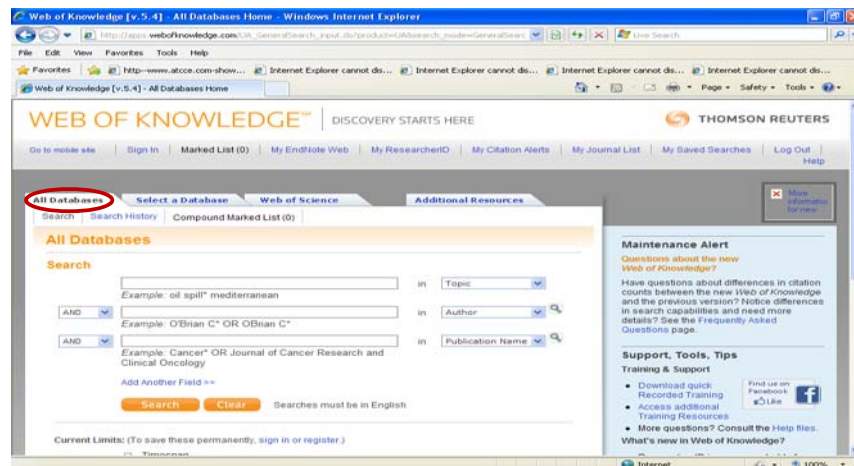 Web of Knowledge [v.5.4] - All Databases Home - Windows Internet Explorer
http://apps.webofknowledge.com/UA_GeneralSearch_input.do?product=UA&search_mode=GeneralSearc
Live Search
File Edit View Favorites Tools Help
Favorites http--www.atcce.com-show... Internet Explorer cannot dis... Internet Explorer cannot dis... Internet Explorer cannot dis... Internet Explorer cannot dis...
Web of Knowledge [v.5.4] - All Databases Home Page Safety Tools
WEB OF KNOWLEDGE℠ DISCOVERY STARTS HERE THOMSON REUTERS
Go to mobile site Sign In Marked List (0) My EndNote Web My ResearcherID My Citation Alerts My Journal List My Saved Searches Log Out
Help
All Databases Select a Database Web of Science Additional Resources
More information for new
Search Search History Compound Marked List (0)
All Databases
Search
in Topic
Example: oil spill* mediterranean
AND in Author
Example: O'Brian C* OR OBrian C*
AND in Publication Name
Example: Cancer* OR Journal of Cancer Research and
Clinical Oncology
Add Another Field >>
Search Clear Searches must be in English
Current Limits: (To save these permanently, sign in or register.)
Timespan
Maintenance Alert
Questions about the new
Web of Knowledge?
Have questions about differences in citation
counts between the new Web of Knowledge
and the previous version? Notice differences
in search capabilities and need more
details? See the Frequently Asked
Questions page.
Support, Tools, Tips
Training & Support
• Download quick
Recorded Training
• Access additional
Training Resources
Find us on
Facebook
Like
• More questions? Consult the Help files.
What's new in Web of Knowledge?
Internet 100%